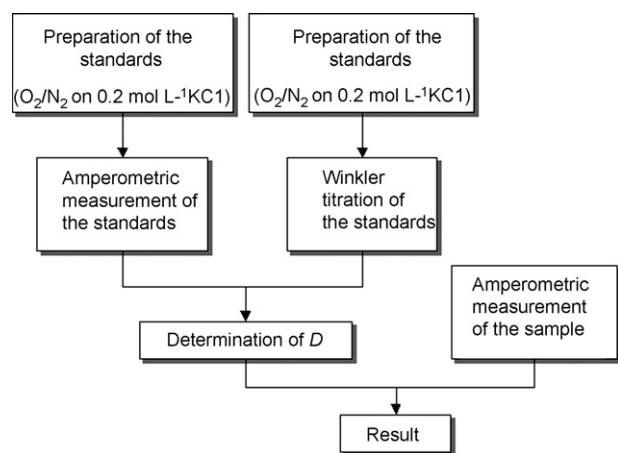 Preparation of the
standards
(O₂/N₂ on 0.2 mol L-¹KC1)
Preparation of the
standards
(O₂/N₂ on 0.2 mol L-¹KC1)
Amperometric
measurement of
the standards
Winkler
titration of
the standards
Amperometric
measurement
of the sample
Determination of D
Result